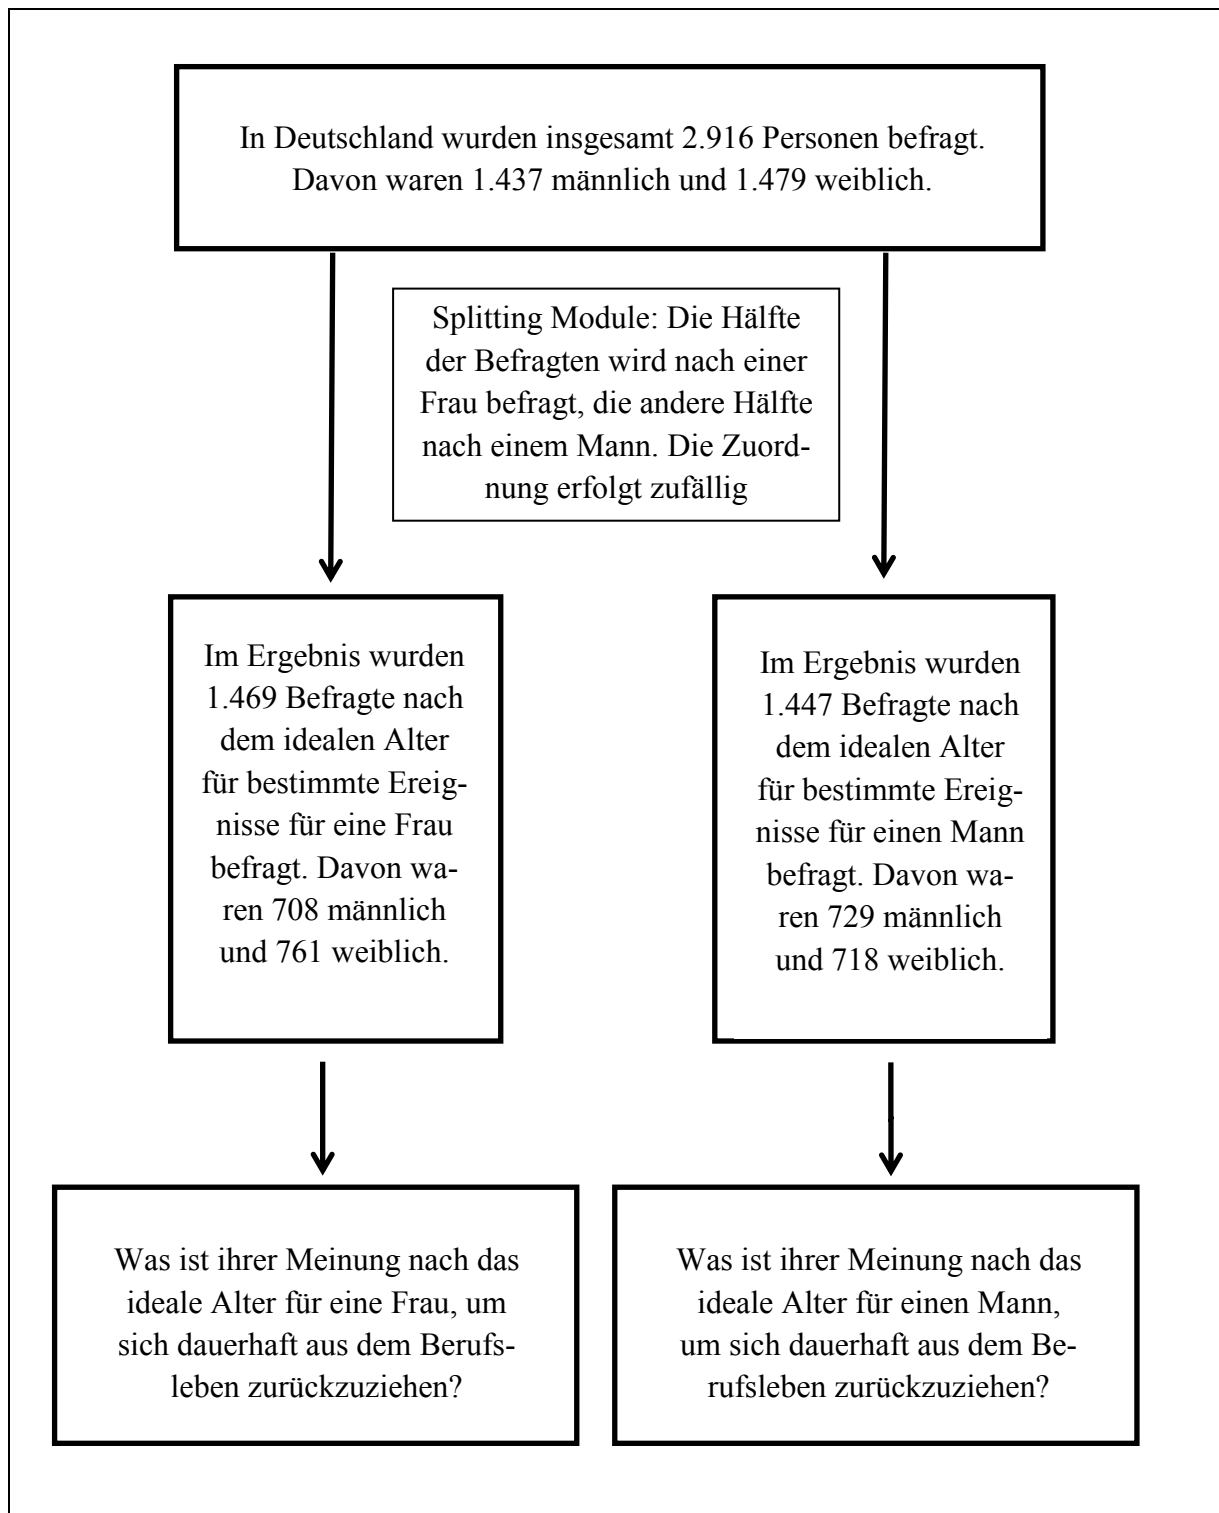 In Deutschland wurden insgesamt 2.916 Personen befragt.
Davon waren 1.437 männlich und 1.479 weiblich.
Splitting Module: Die Hälfte
der Befragten wird nach einer
Frau befragt, die andere Hälfte
nach einem Mann. Die Zuord-
nung erfolgt zufällig
Im Ergebnis wurden
1.469 Befragte nach
dem idealen Alter
für bestimmte Ereig-
nisse für eine Frau
befragt. Davon wa-
ren 708 männlich
und 761 weiblich.
Im Ergebnis wurden
1.447 Befragte nach
dem idealen Alter
für bestimmte Ereig-
nisse für einen Mann
befragt. Davon wa-
ren 729 männlich
und 718 weiblich.
Was ist ihrer Meinung nach das
ideale Alter für eine Frau, um
sich dauerhaft aus dem Berufs-
leben zurückzuziehen?
Was ist ihrer Meinung nach das
ideale Alter für einen Mann,
um sich dauerhaft aus dem Be-
rufsleben zurückzuziehen?